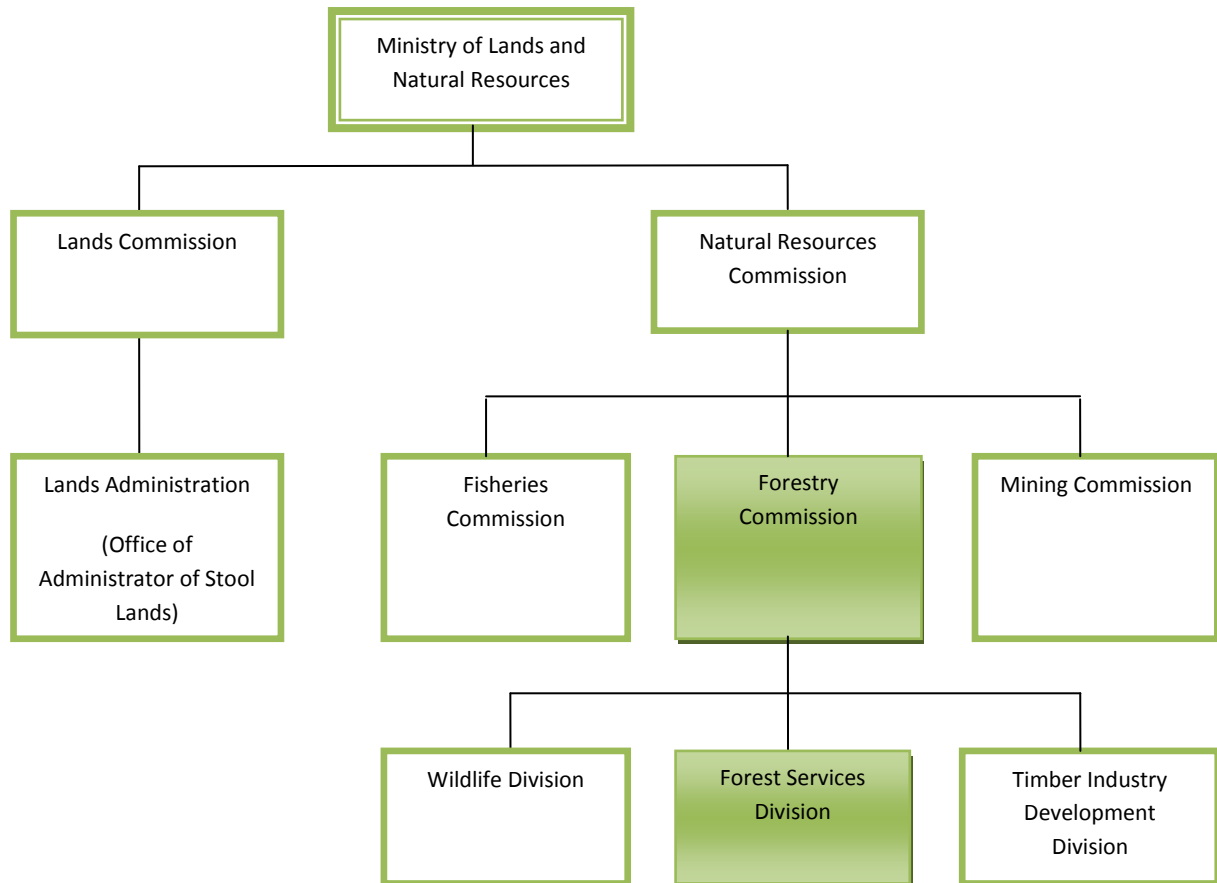 Ministry of Lands and
Natural Resources
Lands Commission
Natural Resources
Commission
Lands Administration
(Office of
Administrator of Stool
Lands)
Fisheries
Commission
Forestry
Commission
Mining Commission
Wildlife Division
Forest Services
Division
Timber Industry
Development
Division